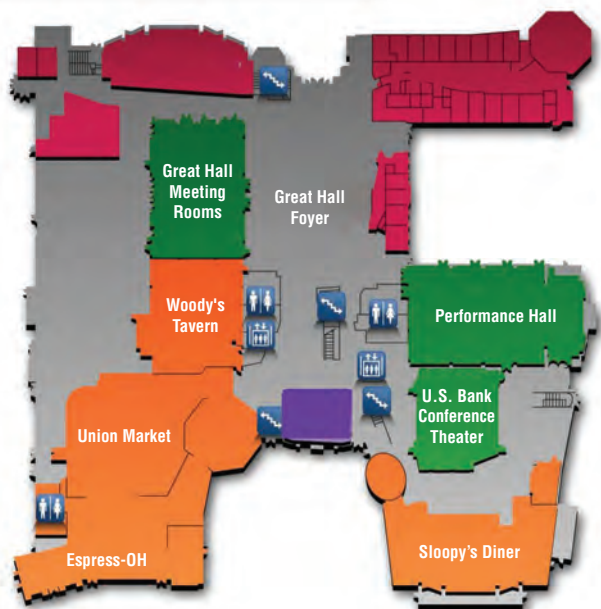 Great Hall
Meeting
Rooms
Great Hall
Foyer
Woody's
Tavern
Performance Hall
U.S. Bank
Conference
Theater
Union Market
Espress-OH
Sloopy's Diner